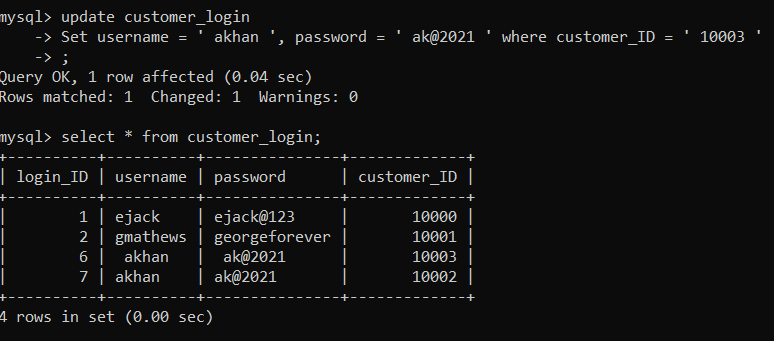 mysql> update customer_login
    -> Set username = ' akhan ', password = ' ak@2021 ' where customer_ID = ' 10003 '
    -> ;
Query OK, 1 row affected (0.04 sec)
Rows matched: 1  Changed: 1  Warnings: 0

mysql> select * from customer_login;
+----------+----------+---------------+-------------+
| login_ID | username | password      | customer_ID |
+----------+----------+---------------+-------------+
|        1 | ejack    | ejack@123     |       10000 |
|        2 | gmathews | georgeforever |       10001 |
|        6 |  akhan   |  ak@2021      |       10003 |
|        7 | akhan    | ak@2021       |       10002 |
+----------+----------+---------------+-------------+
4 rows in set (0.00 sec)